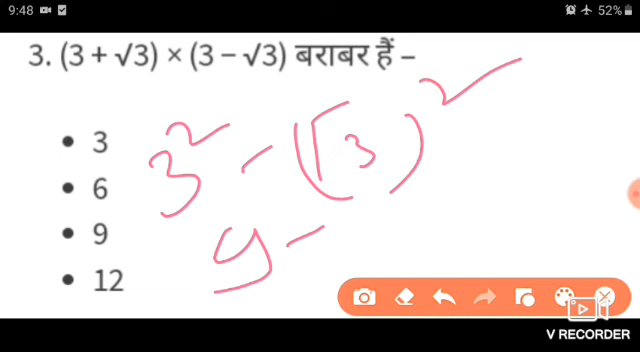 9:48 52%
3. (3 + √3) × (3 – √3) बराबर हैं –
• 3
• 6
• 9
• 12
3² - (√3)²
9 -
V RECORDER